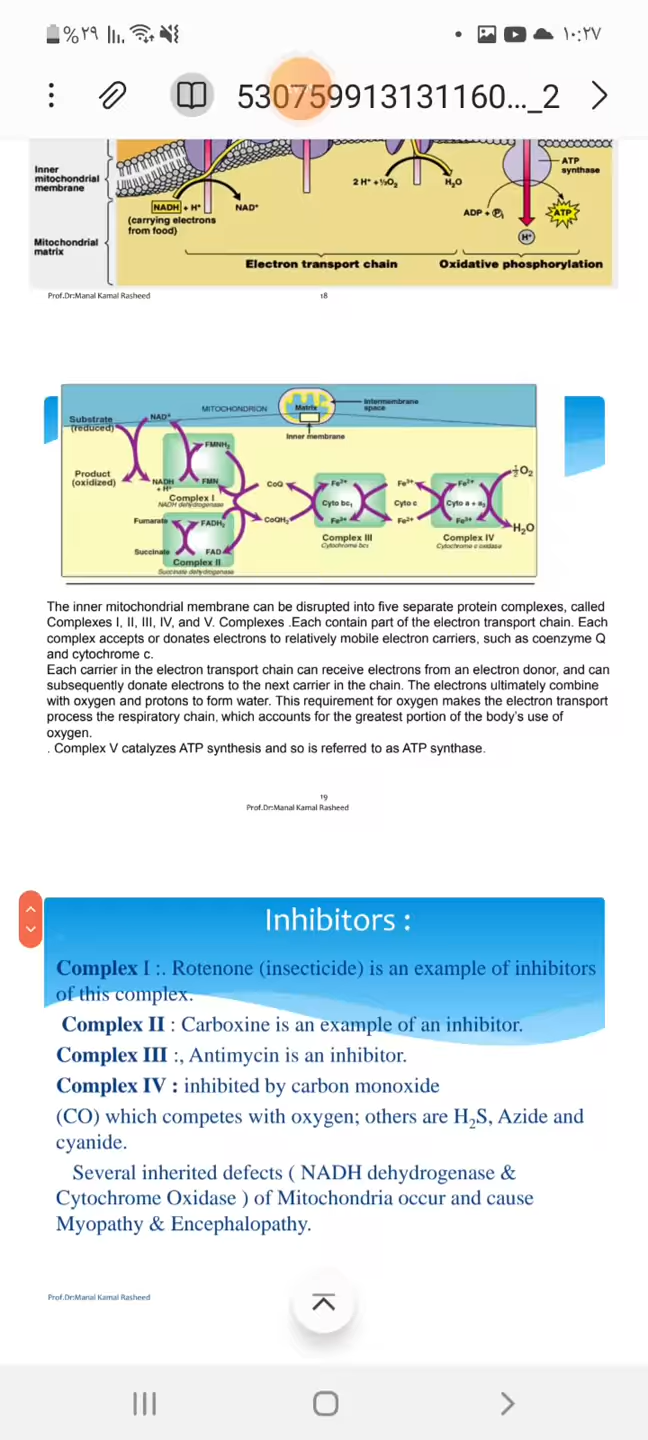 %٢٩
١٠:٢٧
530759913131160..._2
Inner
mitochondrial
membrane
NADH + H⁺
NAD⁺
(carrying electrons
from food)
2 H⁺ + ½O₂
H₂O
ATP
synthase
ADP + Pᵢ
ATP
H⁺
Mitochondrial
matrix
Electron transport chain
Oxidative phosphorylation
Prof.Dr:Manal Kamal Rasheed
18
Substrate
(reduced)
NAD⁺
MITOCHONDRION
Matrix
Intermembrane
space
Inner membrane
Product
(oxidized)
NADH
+ H⁺
FMNH₂
FMN
Complex I
NADH dehydrogenase
Fumarate
FADH₂
Succinate
FAD
Complex II
Succinate dehydrogenase
CoQ
CoQH₂
Fe²⁺
Cyto bc₁
Fe³⁺
Complex III
Cytochrome bc₁
Fe³⁺
Cyto c
Fe²⁺
Fe²⁺
Cyto a + a₃
Fe³⁺
Complex IV
Cytochrome c oxidase
½O₂
H₂O
The inner mitochondrial membrane can be disrupted into five separate protein complexes, called
Complexes I, II, III, IV, and V. Complexes .Each contain part of the electron transport chain. Each
complex accepts or donates electrons to relatively mobile electron carriers, such as coenzyme Q
and cytochrome c.
Each carrier in the electron transport chain can receive electrons from an electron donor, and can
subsequently donate electrons to the next carrier in the chain. The electrons ultimately combine
with oxygen and protons to form water. This requirement for oxygen makes the electron transport
process the respiratory chain, which accounts for the greatest portion of the body's use of
oxygen.
. Complex V catalyzes ATP synthesis and so is referred to as ATP synthase.
19
Prof.Dr:Manal Kamal Rasheed
Inhibitors :
Complex I :. Rotenone (insecticide) is an example of inhibitors
of this complex.
Complex II : Carboxine is an example of an inhibitor.
Complex III :, Antimycin is an inhibitor.
Complex IV : inhibited by carbon monoxide
(CO) which competes with oxygen; others are H₂S, Azide and
cyanide.
Several inherited defects ( NADH dehydrogenase &
Cytochrome Oxidase ) of Mitochondria occur and cause
Myopathy & Encephalopathy.
Prof.Dr:Manal Kamal Rasheed